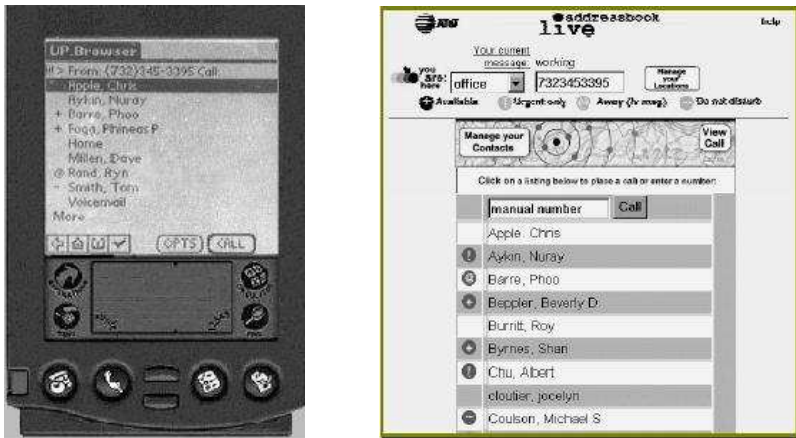 UP.Browser
From: (732)345-3395 Call:
Apple, Chris
Aykin, Nuray
+ Barre, Phoo
+ Fogg, Phineas P
Home
Millen, Dave
@ Rand, Ryn
- Smith, Tom
Voicemail
More...
OPTS CALL
AT&T addressbook live help
Your current message: working
you are: here office 7323453395 Manage your Locations
Available Urgent only Away (lv msg) Do not disturb
Manage your Contacts View Call
Click on a listing below to place a call or enter a number:
manual number Call
Apple, Chris
Aykin, Nuray
Barre, Phoo
Beppler, Beverly D.
Burritt, Roy
Byrnes, Shari
Chu, Albert
cloutier, jocelyn
Coulson, Michael S